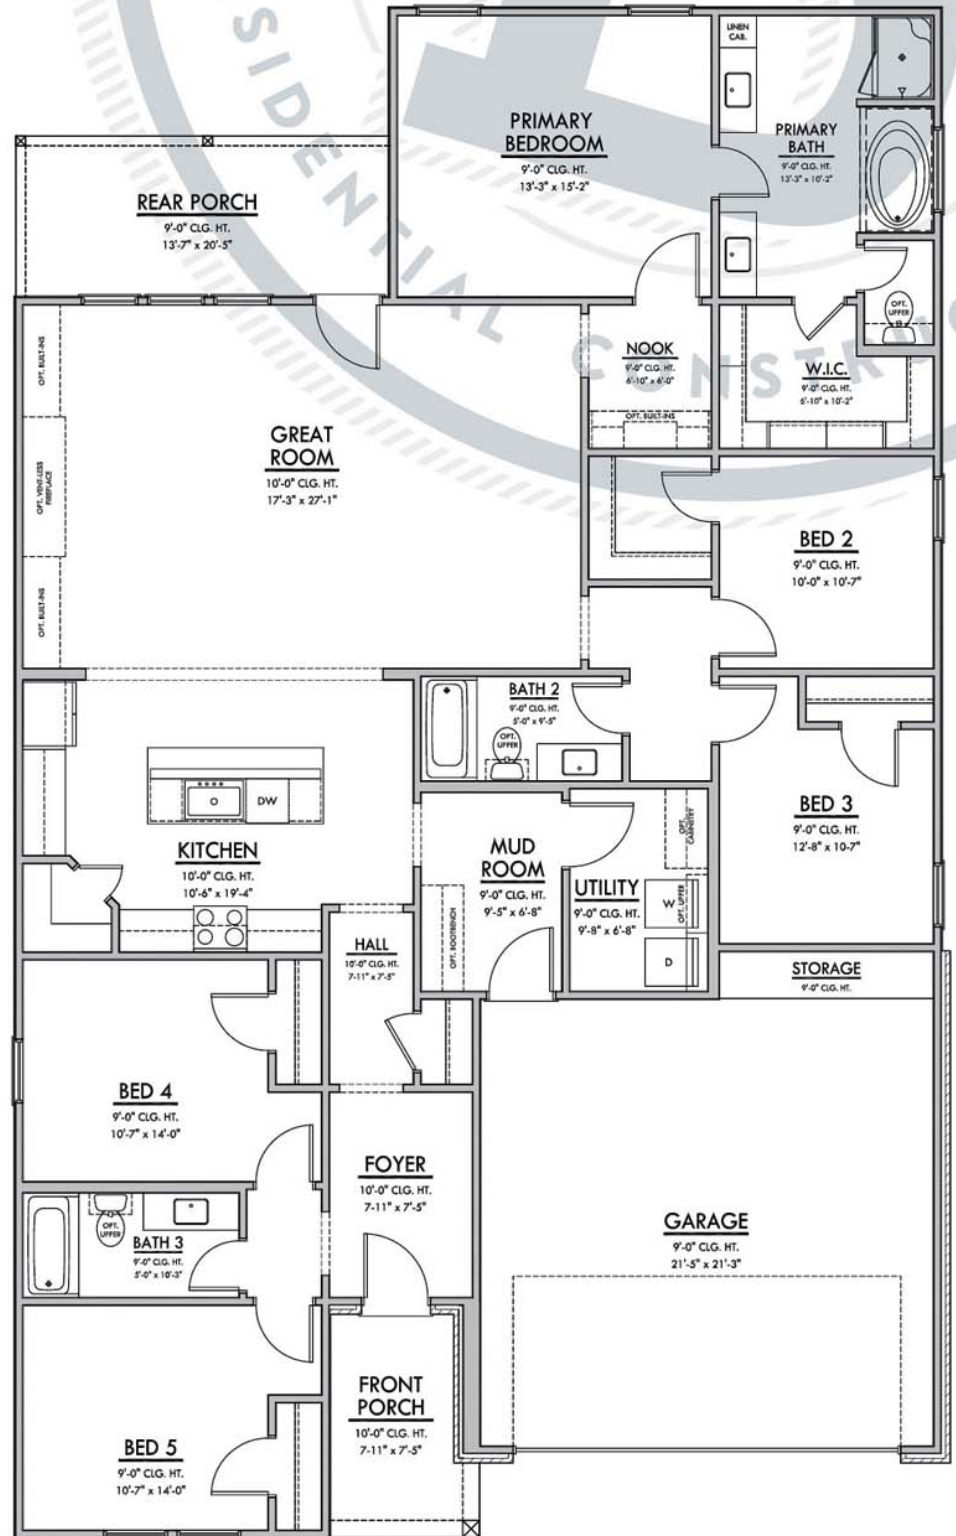 SIDENTIAL CONSTRUC
LINEN
CAB.
PRIMARY
BEDROOM
9'-0" CLG. HT.
13'-3" x 15'-2"
PRIMARY
BATH
9'-0" CLG. HT.
13'-3" x 10'-2"
REAR PORCH
9'-0" CLG. HT.
13'-7" x 20'-5"
OPT.
UPPER
NOOK
9'-0" CLG. HT.
6'-10" x 6'-0"
OPT. BUILT-INS
W.I.C.
9'-0" CLG. HT.
6'-10" x 10'-2"
OPT. BUILT-INS
OPT. VENT-LESS
FIREPLACE
OPT. BUILT-INS
GREAT
ROOM
10'-0" CLG. HT.
17'-3" x 27'-1"
BED 2
9'-0" CLG. HT.
10'-0" x 10'-7"
BATH 2
9'-0" CLG. HT.
5'-0" x 9'-5"
OPT.
UPPER
DW
KITCHEN
10'-0" CLG. HT.
10'-6" x 19'-4"
MUD
ROOM
9'-0" CLG. HT.
9'-5" x 6'-8"
OPT. BOOTBENCH
UTILITY
9'-0" CLG. HT.
9'-8" x 6'-8"
OPT.
CABINETRY
W
OPT. UPPER
D
BED 3
9'-0" CLG. HT.
12'-8" x 10-7"
HALL
10'-0" CLG. HT.
7-11" x 7'-5"
STORAGE
9'-0" CLG. HT.
BED 4
9'-0" CLG. HT.
10'-7" x 14'-0"
FOYER
10'-0" CLG. HT.
7-11" x 7'-5"
OPT.
UPPER
BATH 3
9'-0" CLG. HT.
5'-0" x 10'-3"
GARAGE
9'-0" CLG. HT.
21'-5" x 21'-3"
FRONT
PORCH
10'-0" CLG. HT.
7-11" x 7'-5"
BED 5
9'-0" CLG. HT.
10'-7" x 14'-0"